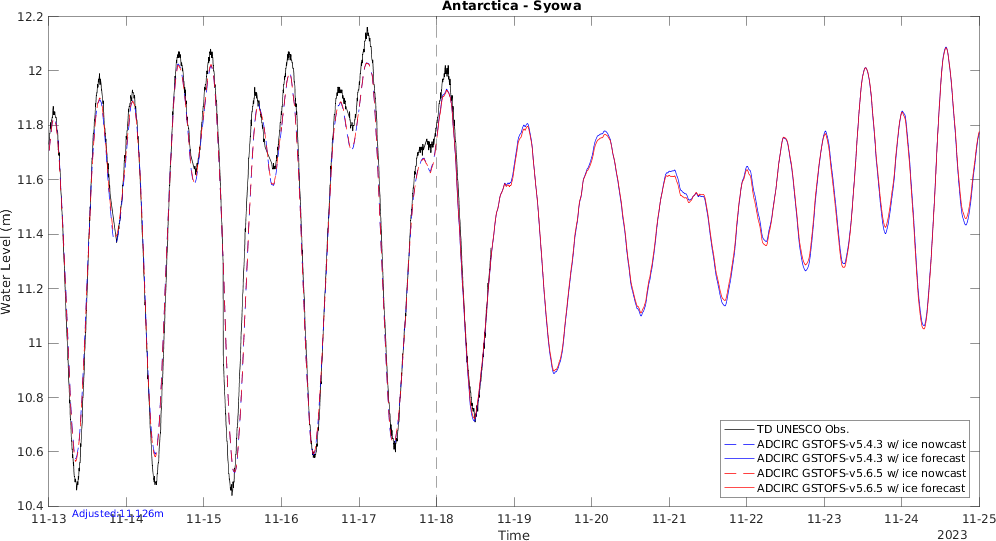 Antarctica - Syowa
12.2
12
11.8
11.6
11.4
11.2
11
10.8
10.6
10.4
Water Level (m)
TD UNESCO Obs.
ADCIRC GSTOFS-v5.4.3 w/ ice nowcast
ADCIRC GSTOFS-v5.4.3 w/ ice forecast
ADCIRC GSTOFS-v5.6.5 w/ ice nowcast
ADCIRC GSTOFS-v5.6.5 w/ ice forecast
Adjusted:11.126m
11-13 11-14 11-15 11-16 11-17 11-18 11-19 11-20 11-21 11-22 11-23 11-24 11-25
Time
2023